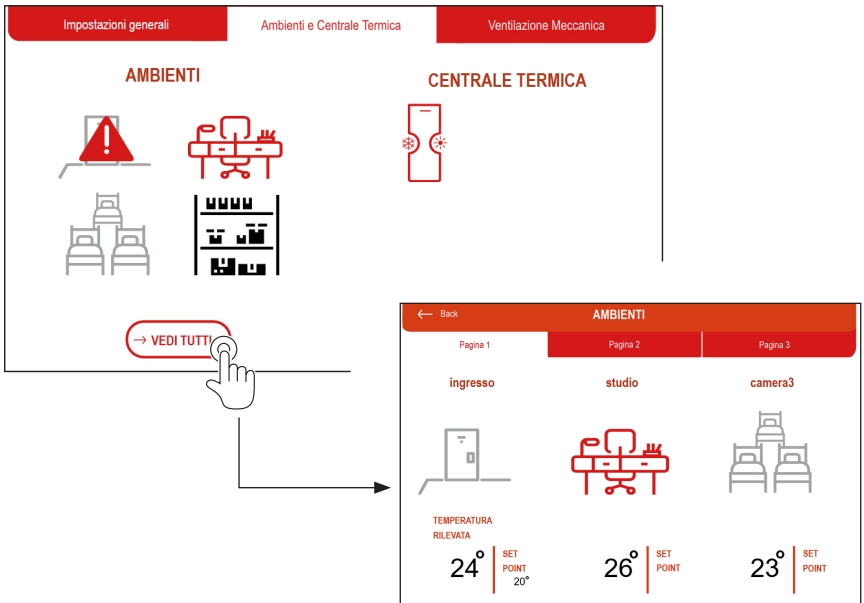 Impostazioni generali
Ambienti e Centrale Termica
Ventilazione Meccanica
AMBIENTI
CENTRALE TERMICA
→ VEDI TUTTI
← Back
AMBIENTI
Pagina 1
Pagina 2
Pagina 3
ingresso
studio
camera3
TEMPERATURA
RILEVATA
24°
SET
POINT
20°
26°
SET
POINT
23°
SET
POINT